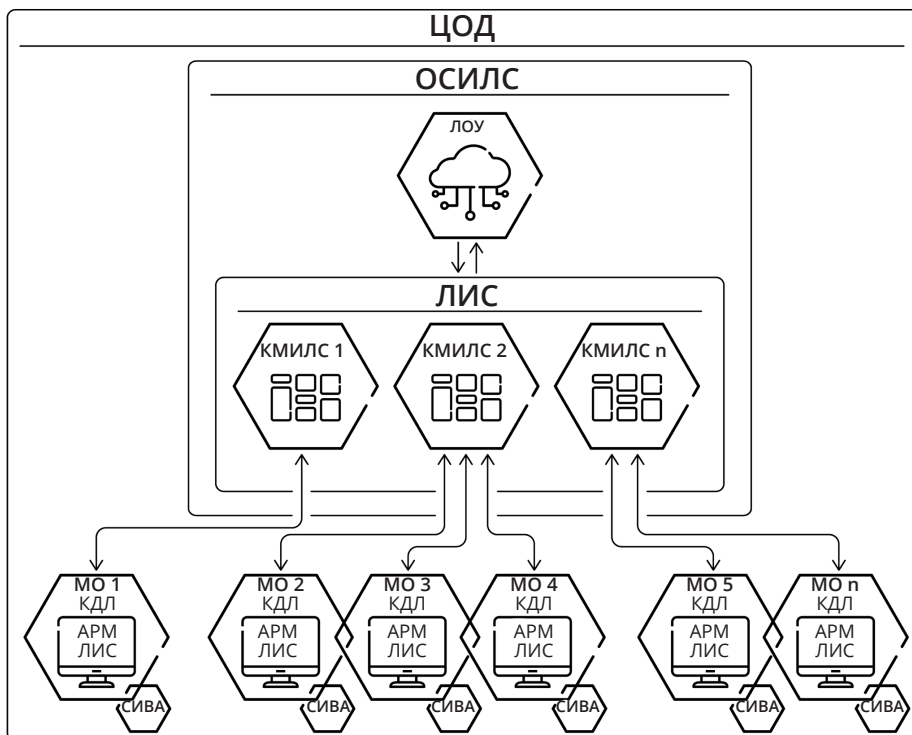 ЦОД
ОСИЛС
ЛОУ
ЛИС
КМИЛС 1
КМИЛС 2
КМИЛС n
МО 1
КДЛ
АРМ
ЛИС
СИВА
МО 2
КДЛ
АРМ
ЛИС
СИВА
МО 3
КДЛ
АРМ
ЛИС
СИВА
МО 4
КДЛ
АРМ
ЛИС
СИВА
МО 5
КДЛ
АРМ
ЛИС
СИВА
МО n
КДЛ
АРМ
ЛИС
СИВА